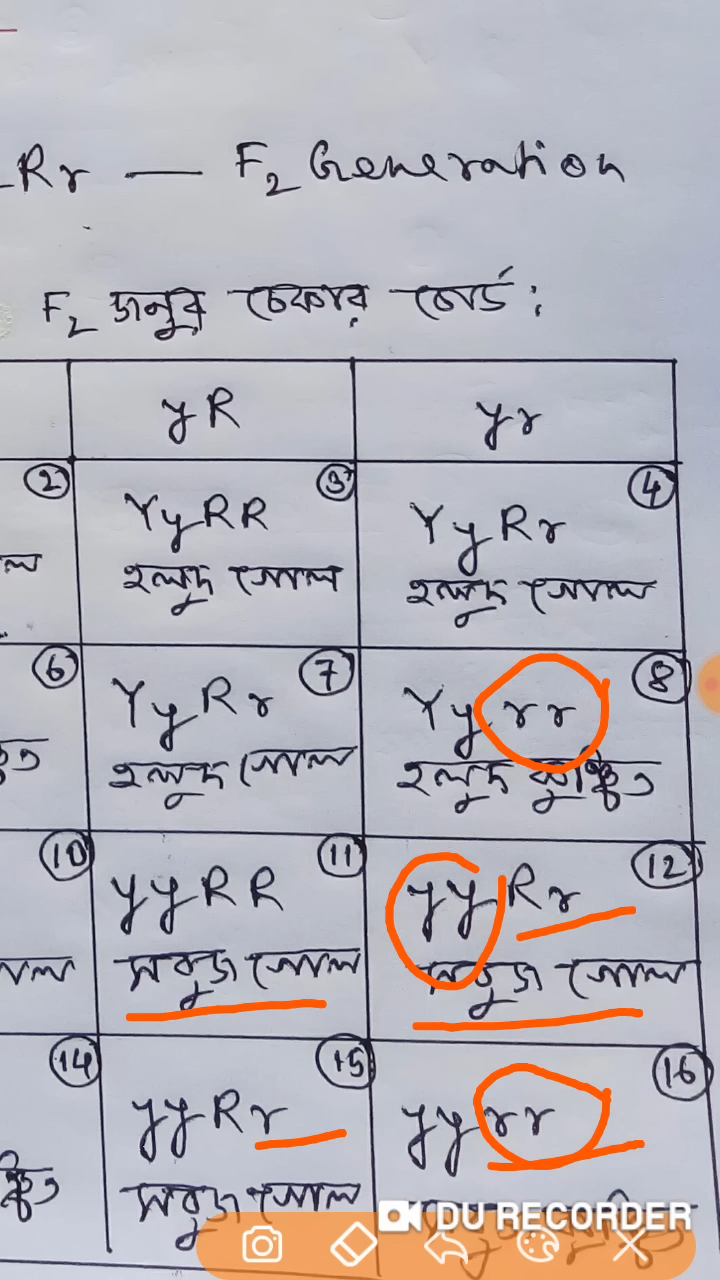 Rr — F₂ Generation
F₂ জনুর চেকার বোর্ড:
yR yr
② ③ ④
YyRR YyRr
হলুদ গোল হলুদ গোল
⑥ ⑦ ⑧
YyRr Yyrr
হলুদ গোল হলুদ কুঞ্চিত
⑩ ⑪ ⑫
yyRR yyRr
সবুজ গোল সবুজ গোল
⑭ ⑮ ⑯
yyRr yyrr
সবুজ গোল
DU RECORDER